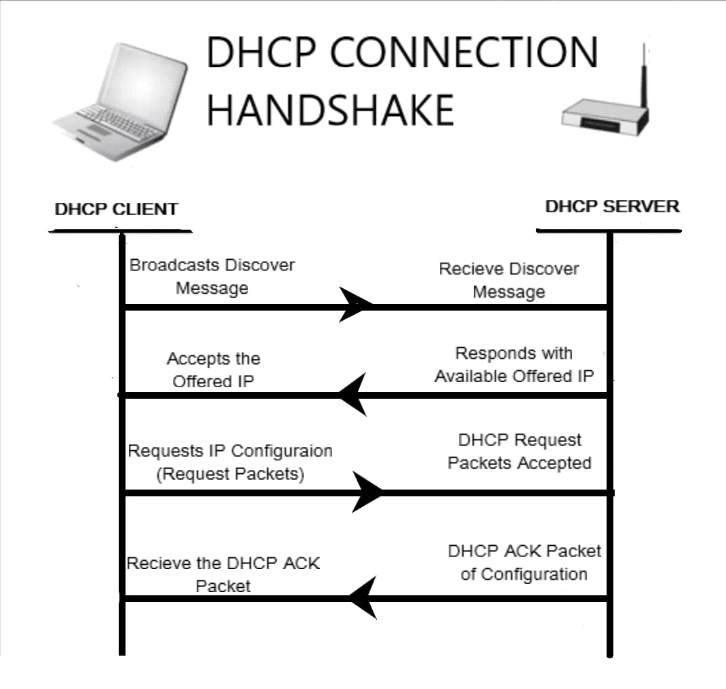 DHCP CONNECTION
HANDSHAKE
DHCP CLIENT
DHCP SERVER
Broadcasts Discover
Message
Recieve Discover
Message
Accepts the
Offered IP
Responds with
Available Offered IP
Requests IP Configuraion
(Request Packets)
DHCP Request
Packets Accepted
Recieve the DHCP ACK
Packet
DHCP ACK Packet
of Configuration